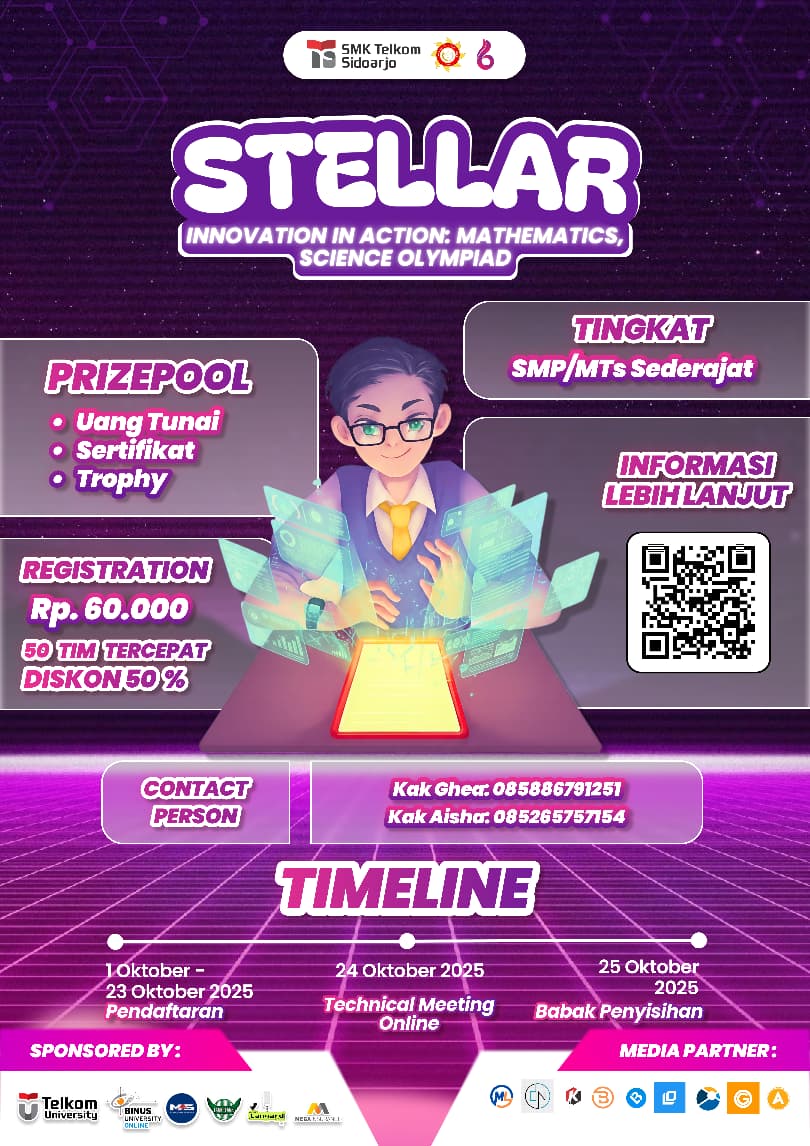 SMK Telkom
Sidoarjo
STELLAR
INNOVATION IN ACTION: MATHEMATICS,
SCIENCE OLYMPIAD
TINGKAT
SMP/MTs Sederajat
PRIZEPOOL
• Uang Tunai
• Sertifikat
• Trophy
INFORMASI
LEBIH LANJUT
REGISTRATION
Rp. 60.000
50 TIM TERCEPAT
DISKON 50 %
CONTACT
PERSON
Kak Ghea: 085886791251
Kak Aisha: 085265757154
TIMELINE
1 Oktober –
23 Oktober 2025
Pendaftaran
24 Oktober 2025
Technical Meeting
Online
25 Oktober
2025
Babak Penyisihan
SPONSORED BY :
MEDIA PARTNER :
Telkom
University
BINUS
UNIVERSITY
ONLINE